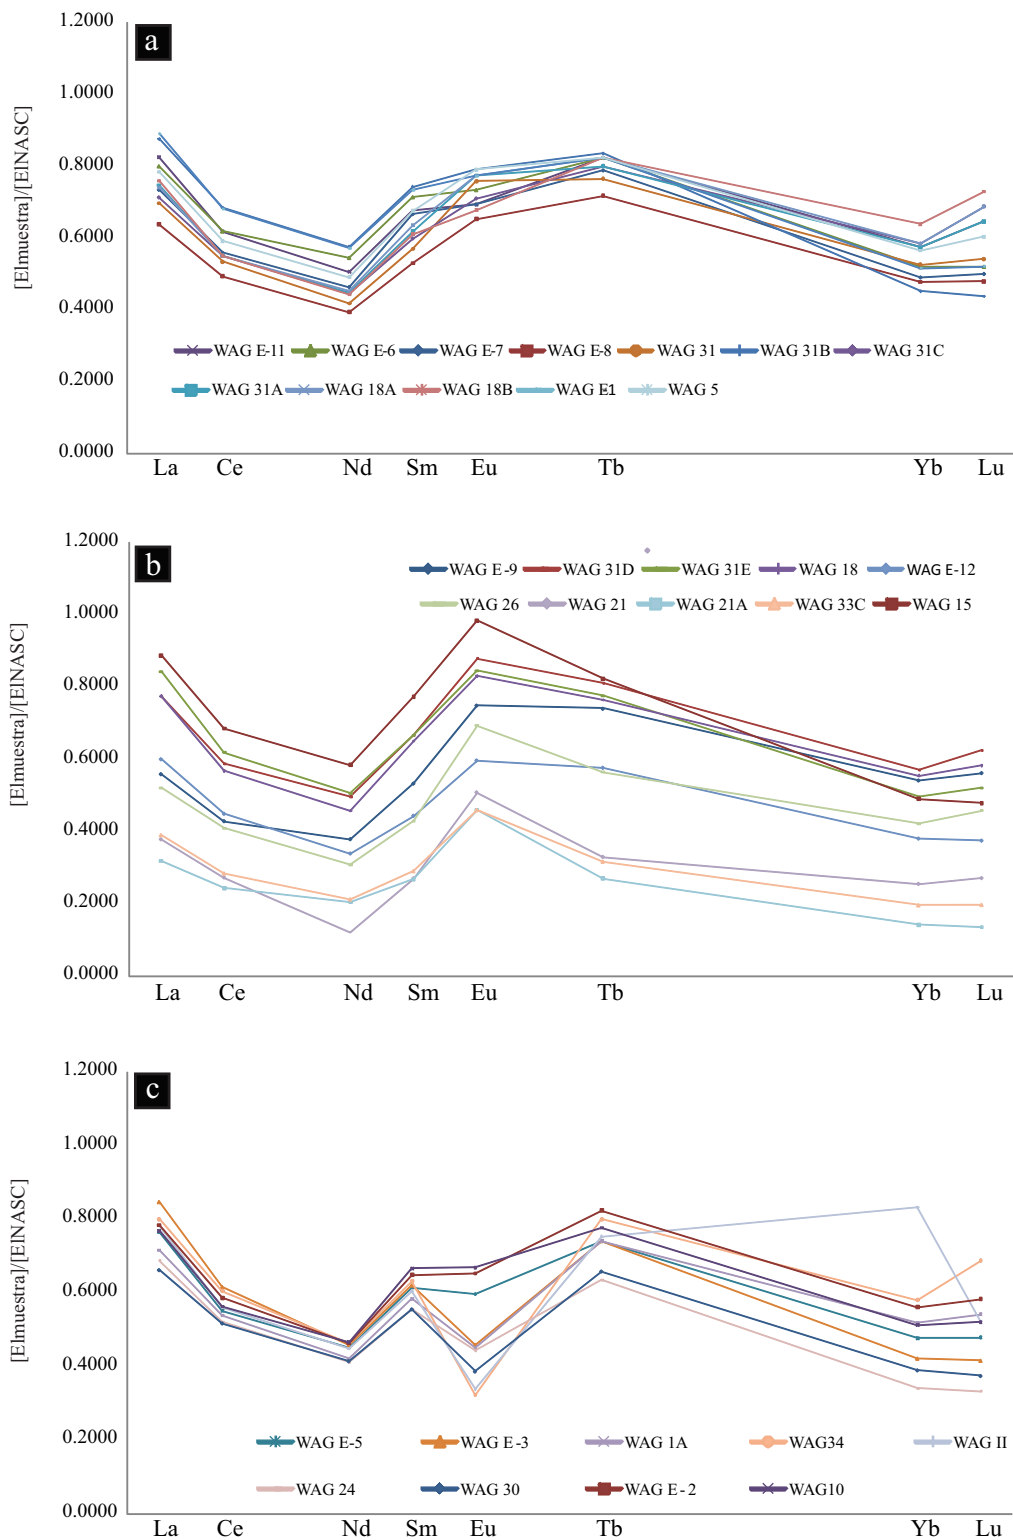 a
[Elmuestra]/[ElNASC]
1.2000
1.0000
0.8000
0.6000
0.4000
0.2000
0.0000
WAG E-11 WAG E-6 WAG E-7 WAG E-8 WAG 31 WAG 31B WAG 31C
WAG 31A WAG 18A WAG 18B WAG E1 WAG 5
La Ce Nd Sm Eu Tb Yb Lu
b
[Elmuestra]/[ElNASC]
1.2000
1.0000
0.8000
0.6000
0.4000
0.2000
0.0000
WAG E-9 WAG 31D WAG 31E WAG 18 WAG E-12
WAG 26 WAG 21 WAG 21A WAG 33C WAG 15
La Ce Nd Sm Eu Tb Yb Lu
c
[Elmuestra]/[ElNASC]
1.2000
1.0000
0.8000
0.6000
0.4000
0.2000
0.0000
WAG E-5 WAG E-3 WAG 1A WAG34 WAG II
WAG 24 WAG 30 WAG E-2 WAG10
La Ce Nd Sm Eu Tb Yb Lu